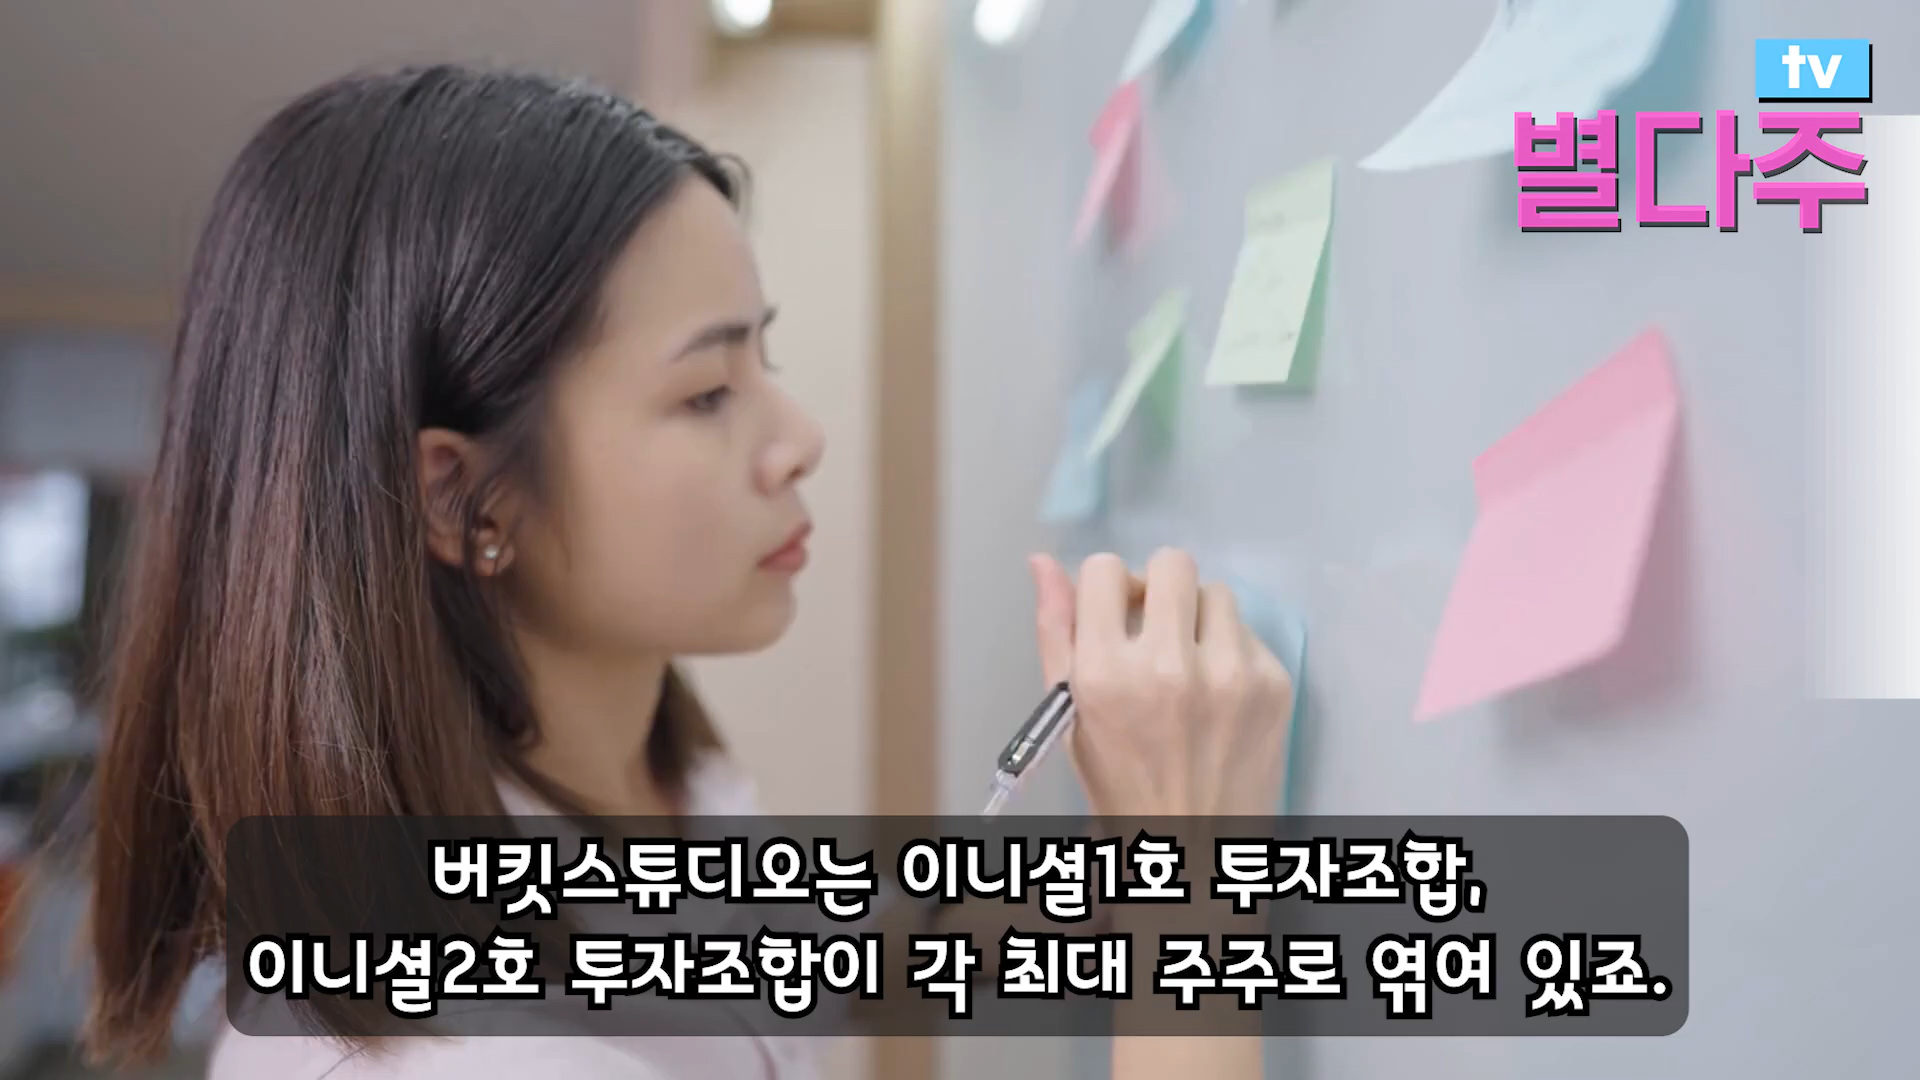 tv
별다주
버킷스튜디오는 이니셜1호 투자조합,
이니셜2호 투자조합이 각 최대 주주로 엮여 있죠.